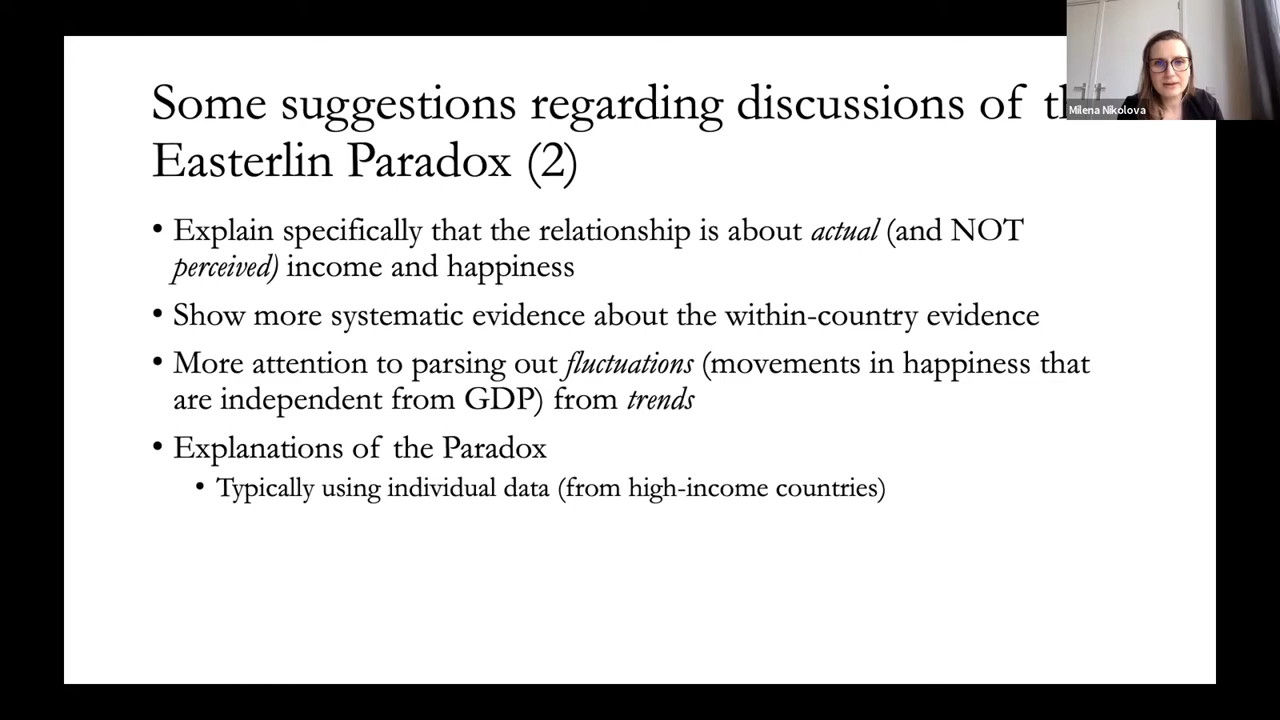 Some suggestions regarding discussions of
Easterlin Paradox (2)
• Explain specifically that the relationship is about actual (and NOT
perceived) income and happiness
• Show more systematic evidence about the within-country evidence
• More attention to parsing out fluctuations (movements in happiness that
are independent from GDP) from trends
• Explanations of the Paradox
• Typically using individual data (from high-income countries)
Milena Nikolova